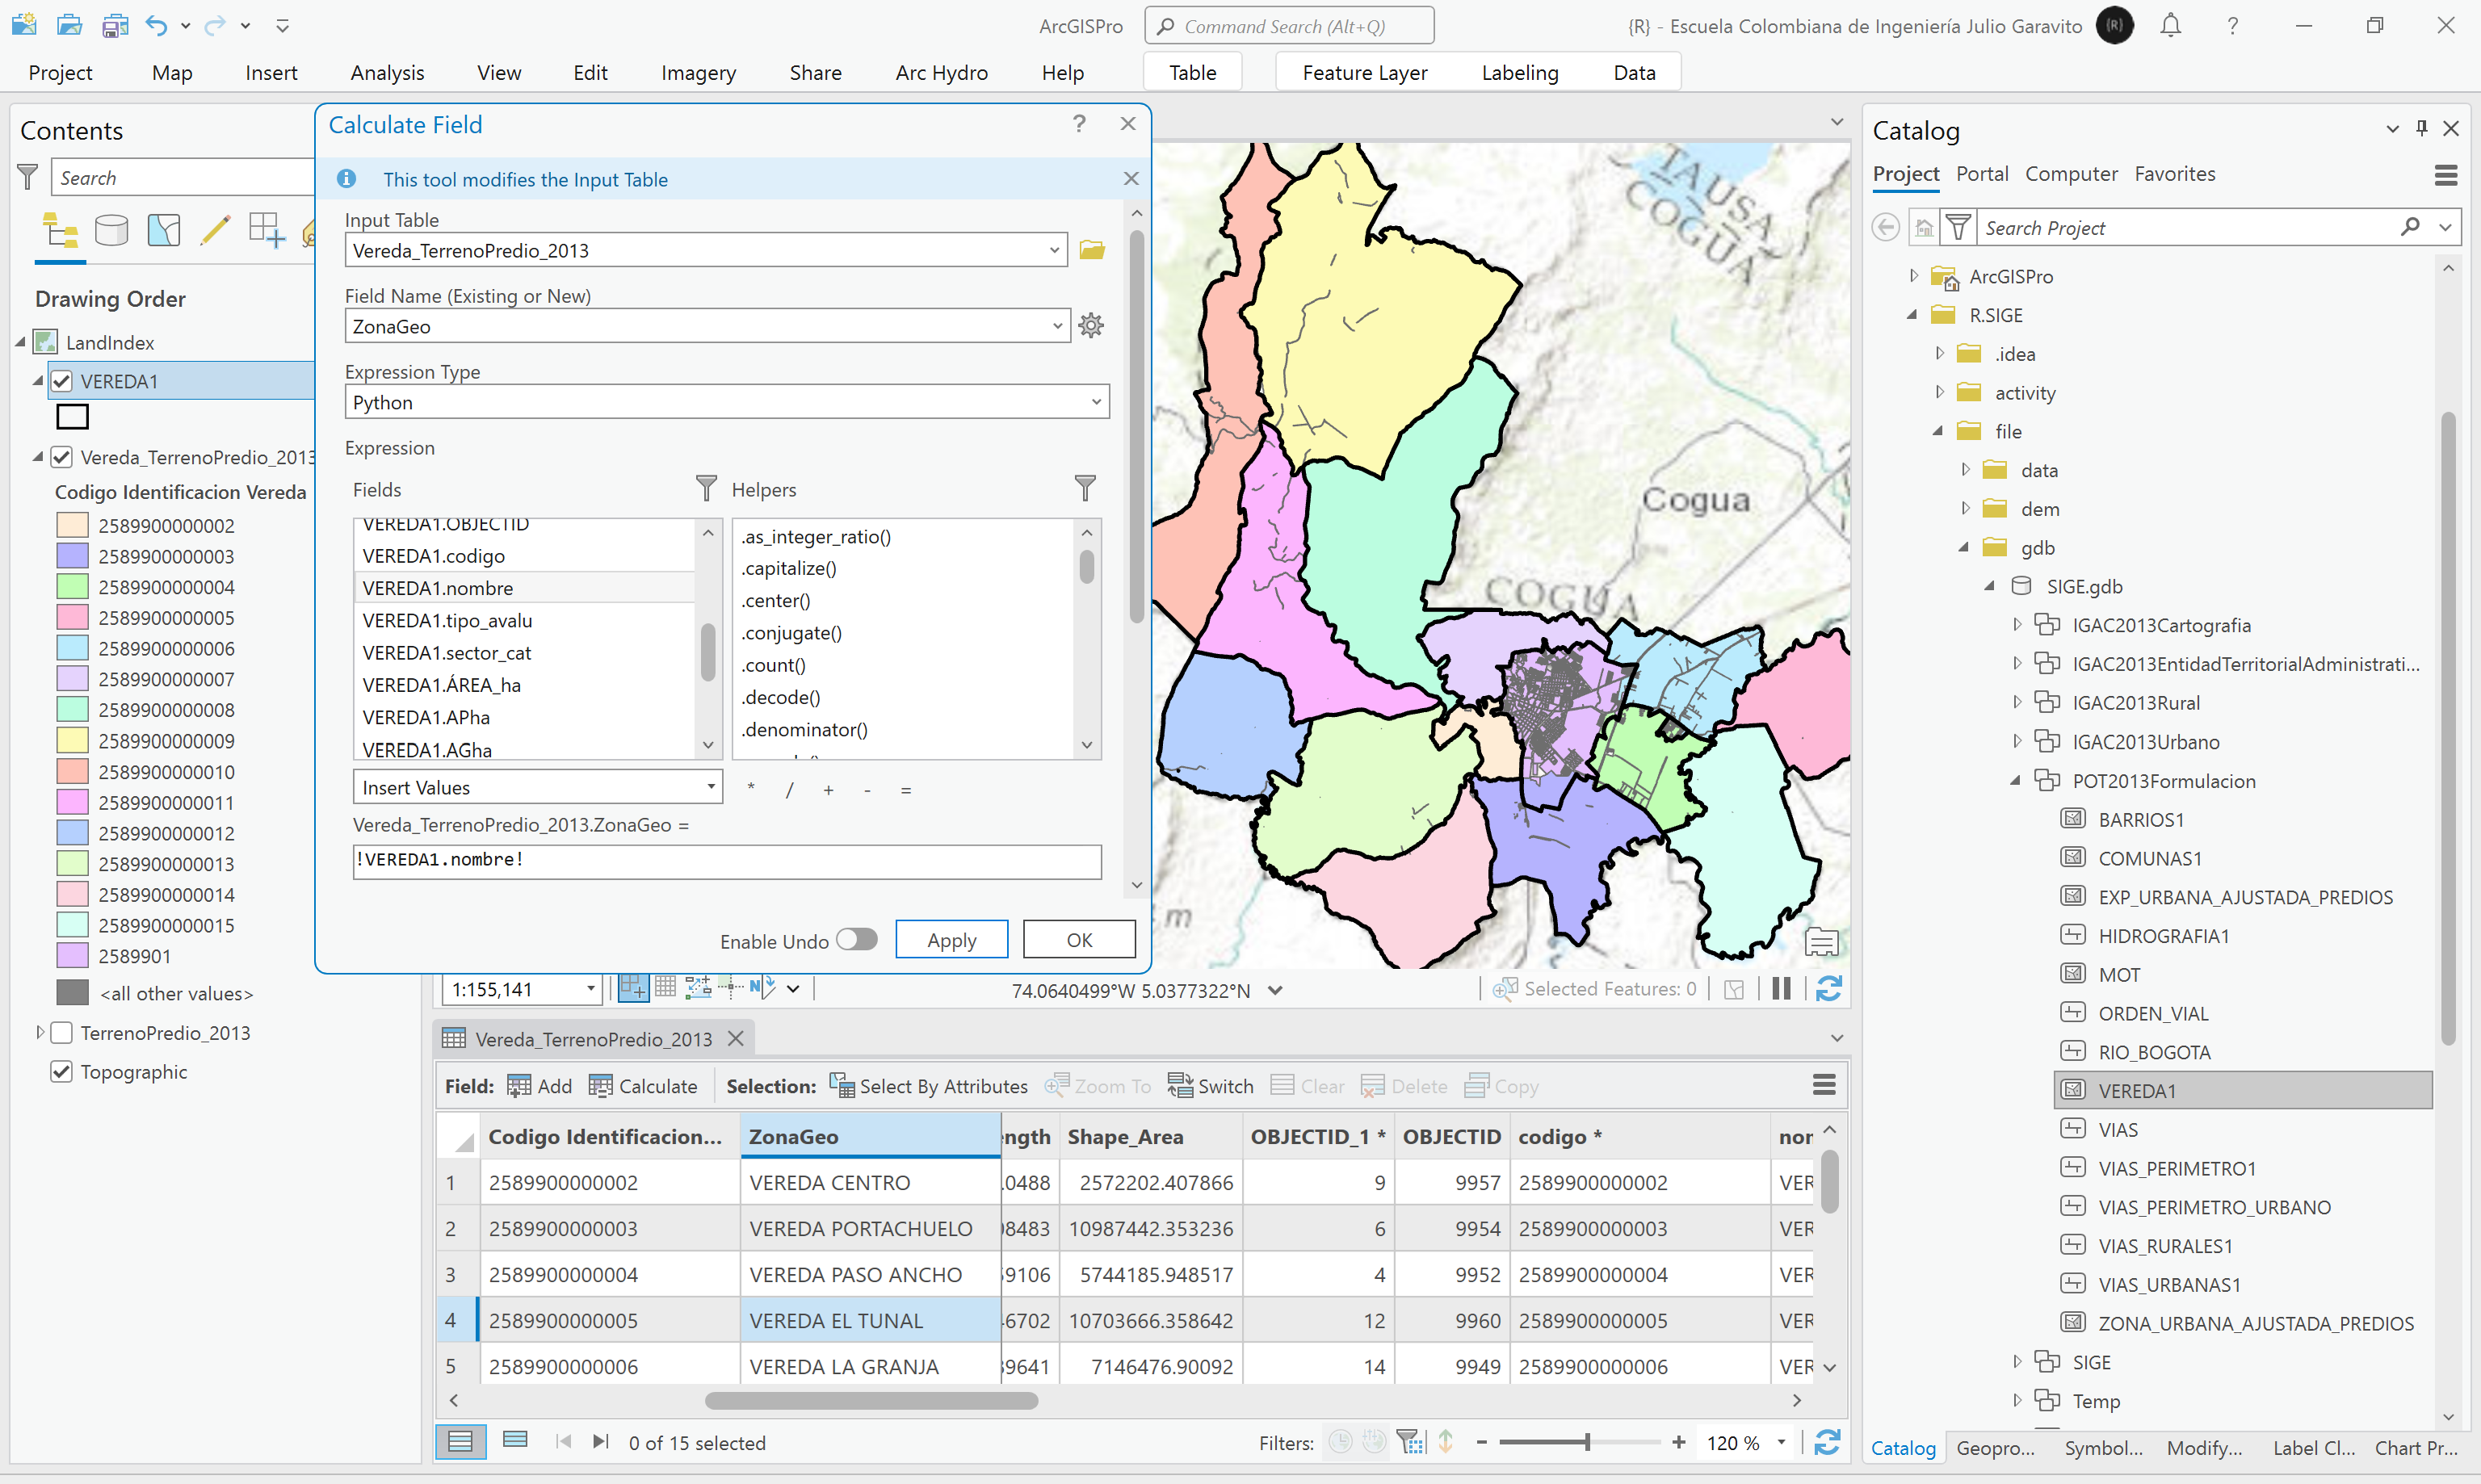 ArcGISPro
Command Search (Alt+Q)
{R} - Escuela Colombiana de Ingeniería Julio Garavito
{R}
Project
Map
Insert
Analysis
View
Edit
Imagery
Share
Arc Hydro
Help
Table
Feature Layer
Labeling
Data
Contents
Search
Drawing Order
LandIndex
VEREDA1
Vereda_TerrenoPredio_2013
Codigo Identificacion Vereda
2589900000002
2589900000003
2589900000004
2589900000005
2589900000006
2589900000007
2589900000008
2589900000009
2589900000010
2589900000011
2589900000012
2589900000013
2589900000014
2589900000015
2589901
<all other values>
TerrenoPredio_2013
Topographic
Calculate Field
This tool modifies the Input Table
Input Table
Vereda_TerrenoPredio_2013
Field Name (Existing or New)
ZonaGeo
Expression Type
Python
Expression
Fields
Helpers
VEREDA1.OBJECTID
VEREDA1.codigo
VEREDA1.nombre
VEREDA1.tipo_avalu
VEREDA1.sector_cat
VEREDA1.ÁREA_ha
VEREDA1.APha
VEREDA1.AGha
.as_integer_ratio()
.capitalize()
.center()
.conjugate()
.count()
.decode()
.denominator()
Insert Values
* / + - =
Vereda_TerrenoPredio_2013.ZonaGeo =
!VEREDA1.nombre!
Enable Undo
Apply
OK
TAUSA
COGUA
Cogua
COGUA
m
1:155,141
74.0640499°W 5.0377322°N
Selected Features: 0
Vereda_TerrenoPredio_2013
Field: Add Calculate Selection: Select By Attributes Zoom To Switch Clear Delete Copy
Codigo Identificacion... ZonaGeo ngth Shape_Area OBJECTID_1 * OBJECTID codigo * nor
1 2589900000002 VEREDA CENTRO .0488 2572202.407866 9 9957 2589900000002 VER
2 2589900000003 VEREDA PORTACHUELO 8483 10987442.353236 6 9954 2589900000003 VER
3 2589900000004 VEREDA PASO ANCHO 9106 5744185.948517 4 9952 2589900000004 VER
4 2589900000005 VEREDA EL TUNAL 6702 10703666.358642 12 9960 2589900000005 VER
5 2589900000006 VEREDA LA GRANJA 9641 7146476.90092 14 9949 2589900000006 VER
0 of 15 selected
Filters:
120 %
Catalog
Project
Portal
Computer
Favorites
Search Project
ArcGISPro
R.SIGE
.idea
activity
file
data
dem
gdb
SIGE.gdb
IGAC2013Cartografia
IGAC2013EntidadTerritorialAdministrati...
IGAC2013Rural
IGAC2013Urbano
POT2013Formulacion
BARRIOS1
COMUNAS1
EXP_URBANA_AJUSTADA_PREDIOS
HIDROGRAFIA1
MOT
ORDEN_VIAL
RIO_BOGOTA
VEREDA1
VIAS
VIAS_PERIMETRO1
VIAS_PERIMETRO_URBANO
VIAS_RURALES1
VIAS_URBANAS1
ZONA_URBANA_AJUSTADA_PREDIOS
SIGE
Temp
Catalog
Geopro...
Symbol...
Modify...
Label Cl...
Chart Pr...